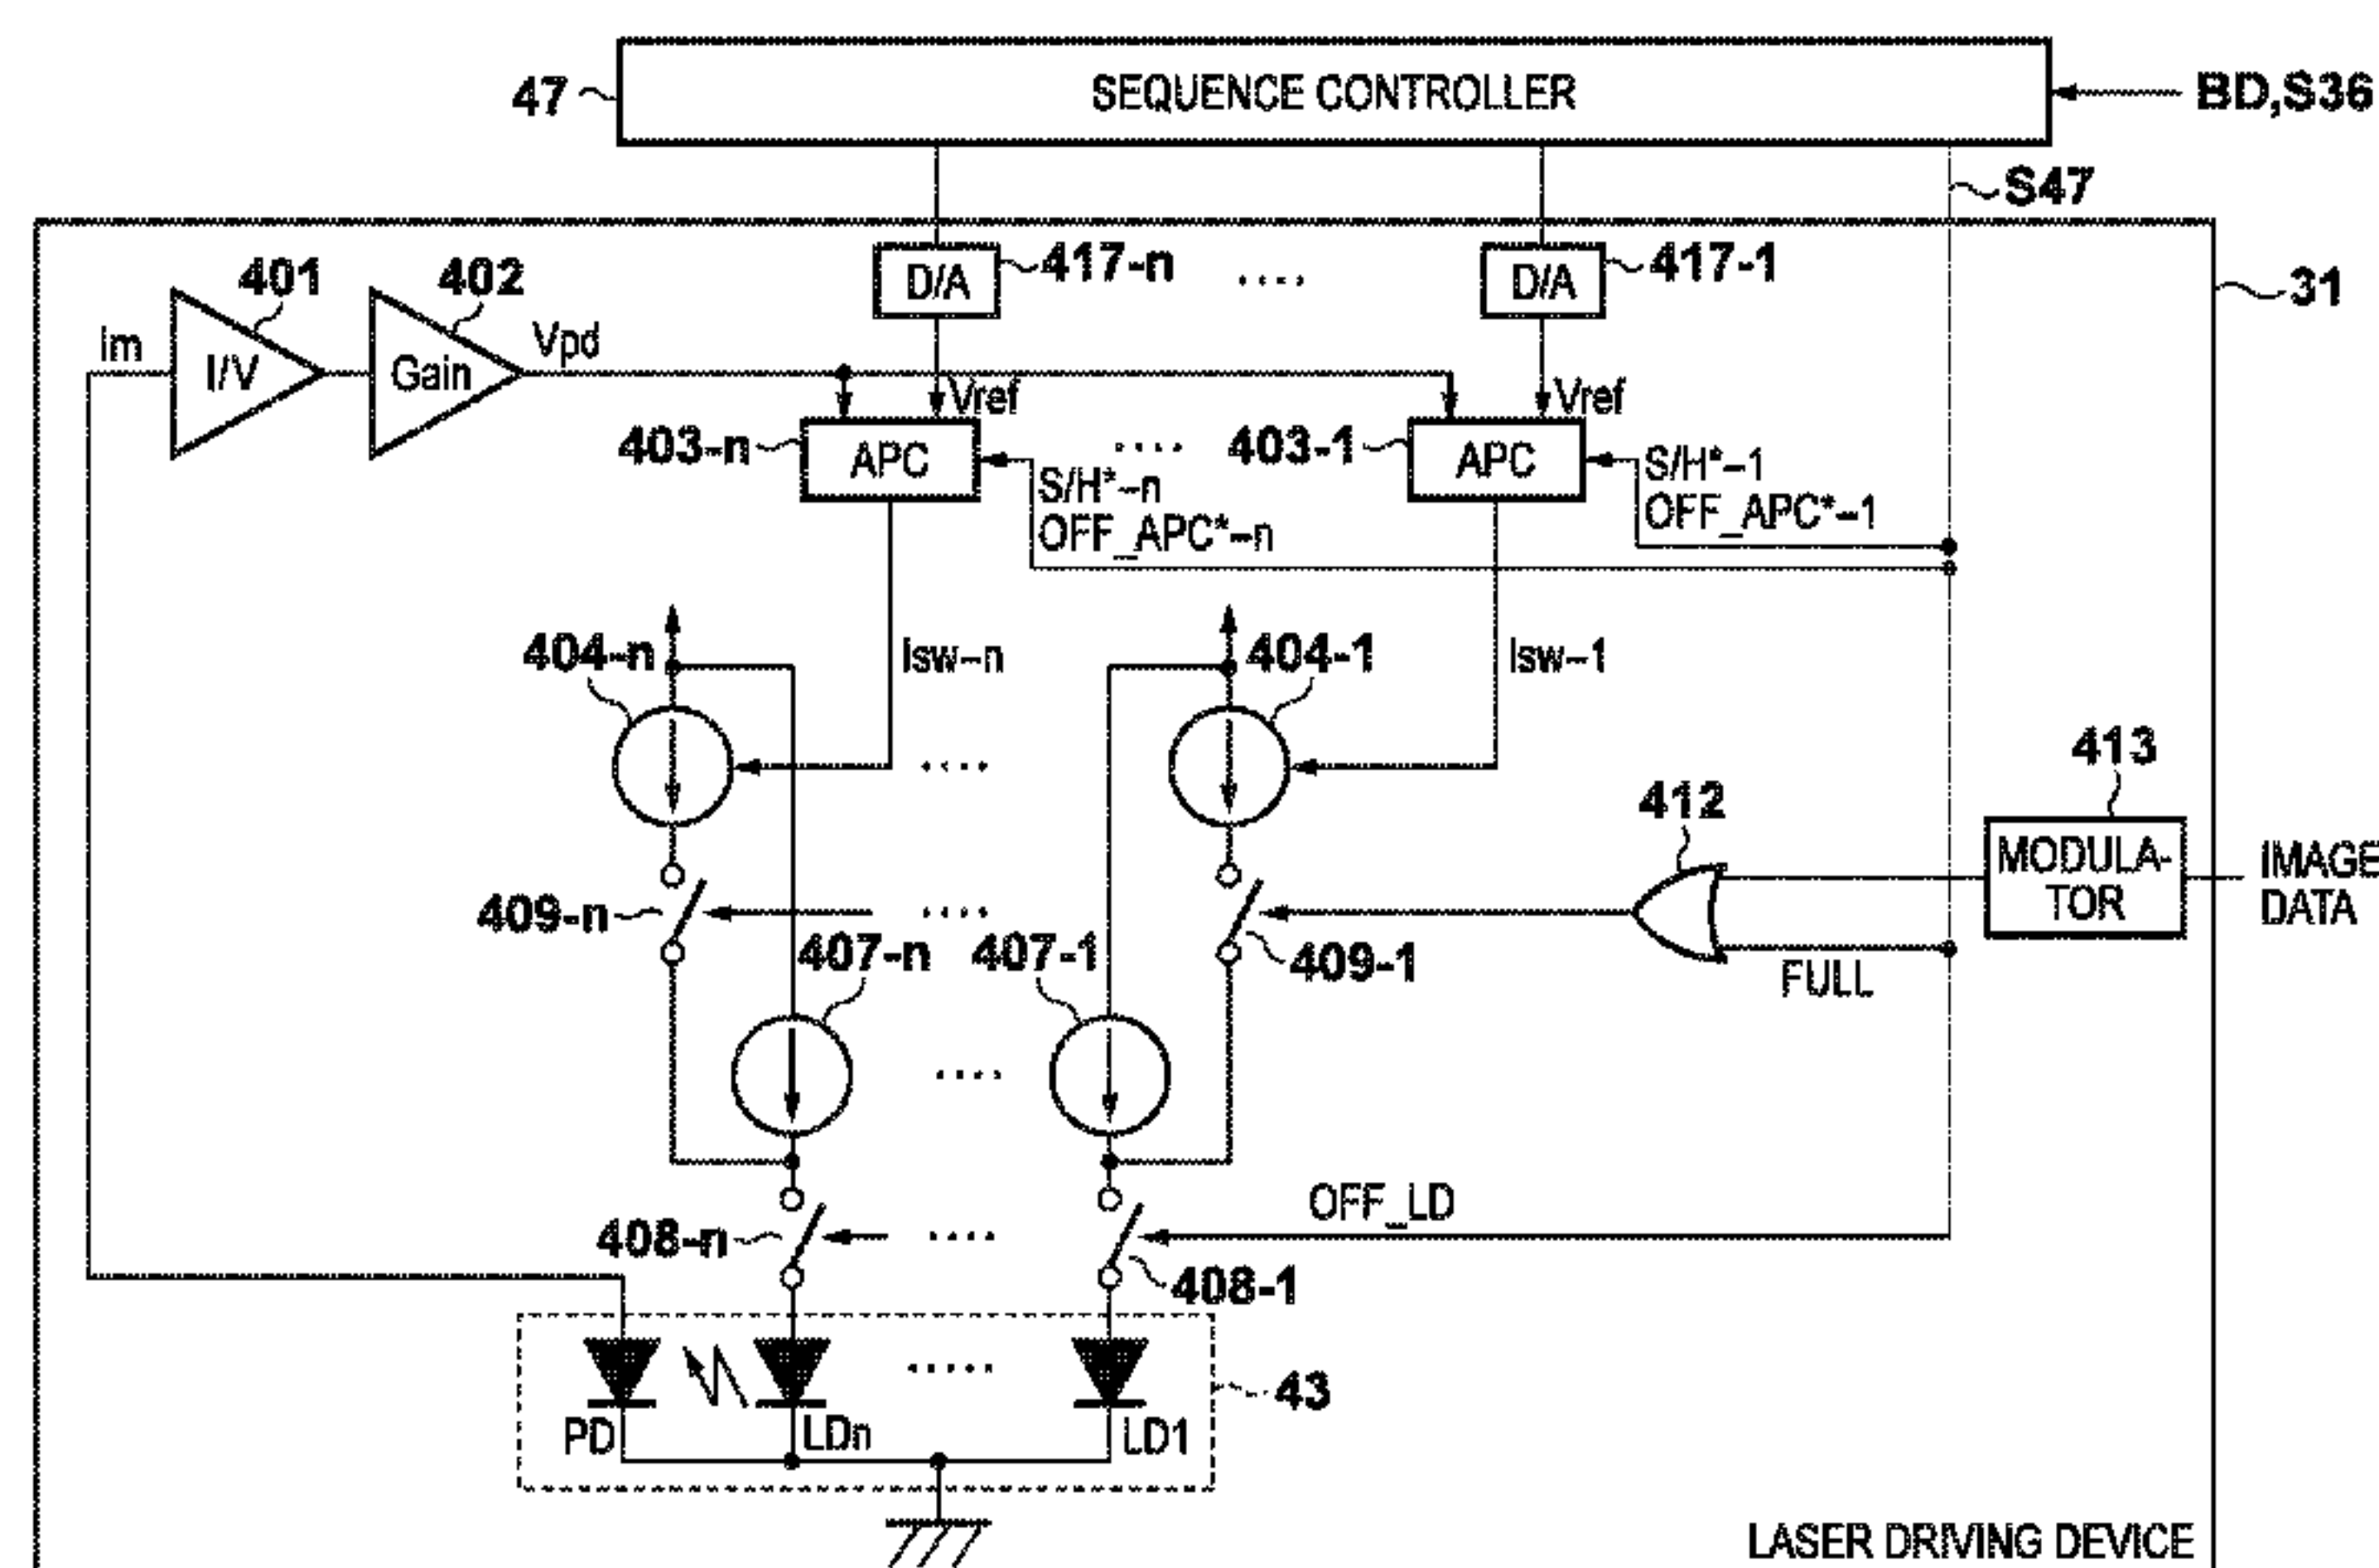 47
SEQUENCE CONTROLLER
BD,S36
S47
417-n
417-1
31
D/A
D/A
401
402
im
I/V
Gain
Vpd
Vref
Vref
403-n
APC
403-1
APC
S/H*-n
OFF_APC*-n
S/H*-1
OFF_APC*-1
404-n
Isw-n
404-1
Isw-1
413
412
MODULA-
TOR
IMAGE
DATA
409-n
409-1
FULL
407-n
407-1
OFF_LD
408-n
408-1
43
PD
LDn
LD1
LASER DRIVING DEVICE